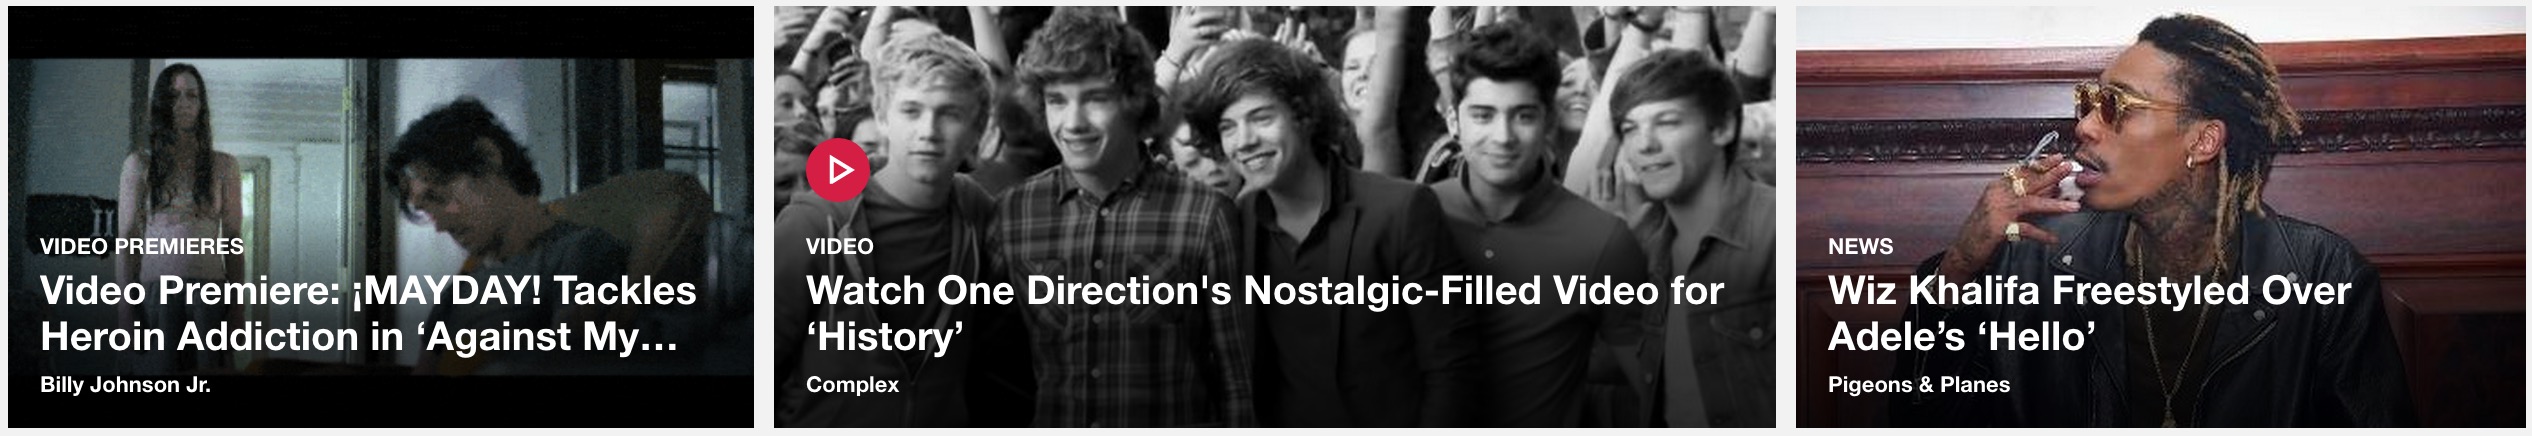 VIDEO PREMIERES
Video Premiere: ¡MAYDAY! Tackles
Heroin Addiction in ‘Against My...
Billy Johnson Jr.
VIDEO
Watch One Direction's Nostalgic-Filled Video for
‘History’
Complex
NEWS
Wiz Khalifa Freestyled Over
Adele’s ‘Hello’
Pigeons & Planes